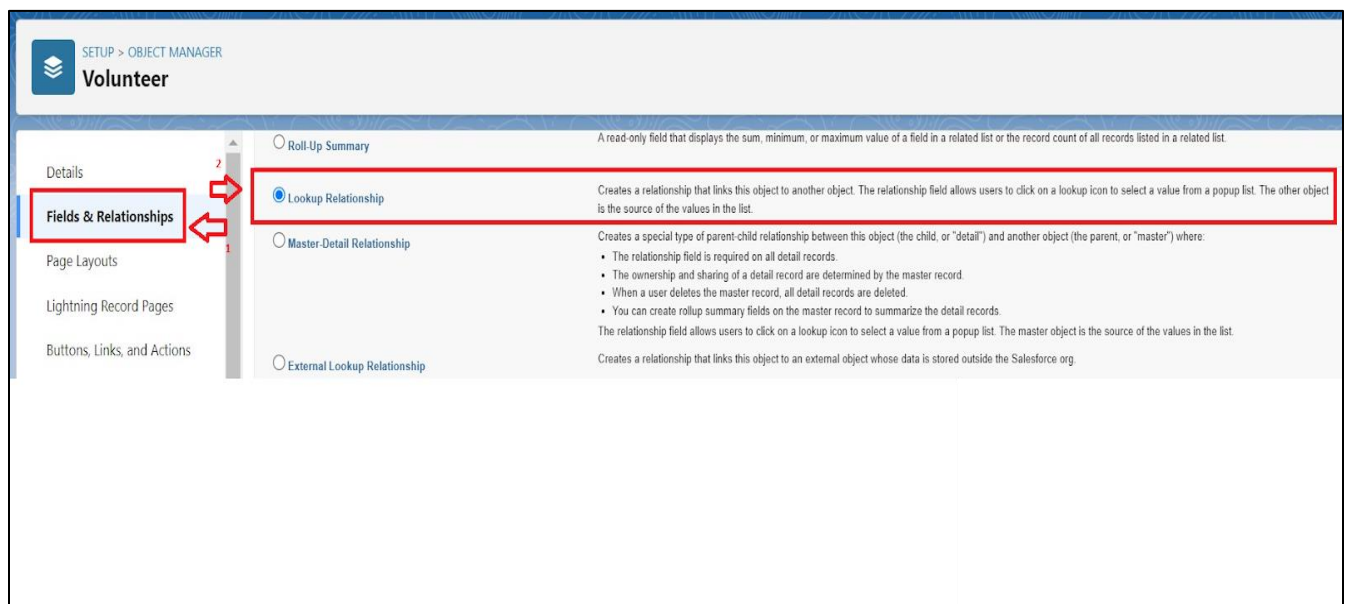 SETUP > OBJECT MANAGER
Volunteer
Details
Fields & Relationships
Page Layouts
Lightning Record Pages
Buttons, Links, and Actions
2
1
Roll-Up Summary
A read-only field that displays the sum, minimum, or maximum value of a field in a related list or the record count of all records listed in a related list.
Lookup Relationship
Creates a relationship that links this object to another object. The relationship field allows users to click on a lookup icon to select a value from a popup list. The other object
is the source of the values in the list.
Master-Detail Relationship
Creates a special type of parent-child relationship between this object (the child, or "detail") and another object (the parent, or "master") where:
• The relationship field is required on all detail records.
• The ownership and sharing of a detail record are determined by the master record.
• When a user deletes the master record, all detail records are deleted.
• You can create rollup summary fields on the master record to summarize the detail records.
The relationship field allows users to click on a lookup icon to select a value from a popup list. The master object is the source of the values in the list.
External Lookup Relationship
Creates a relationship that links this object to an external object whose data is stored outside the Salesforce org.